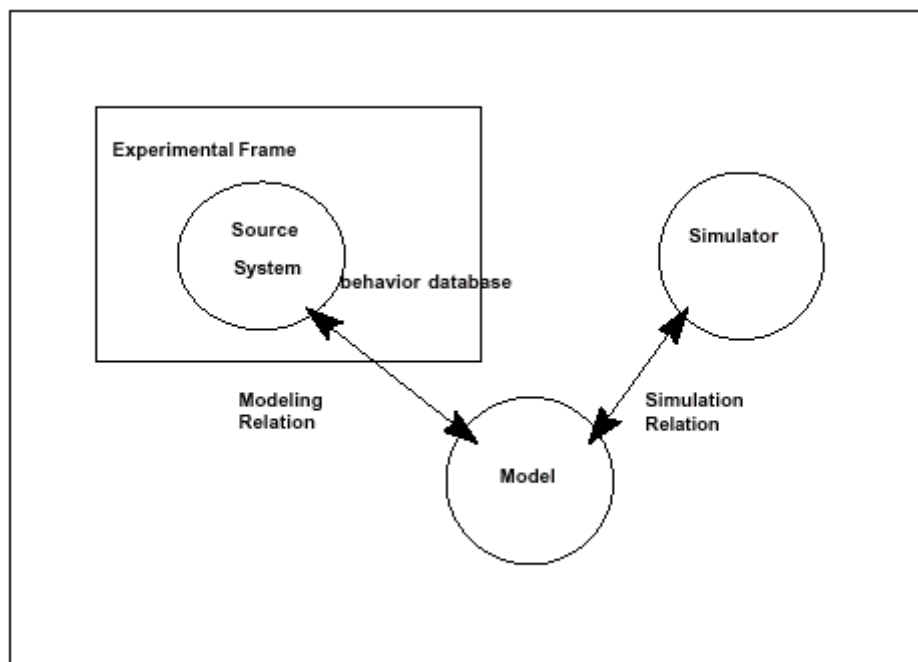 Experimental Frame
Source
System
behavior database
Simulator
Modeling
Relation
Simulation
Relation
Model